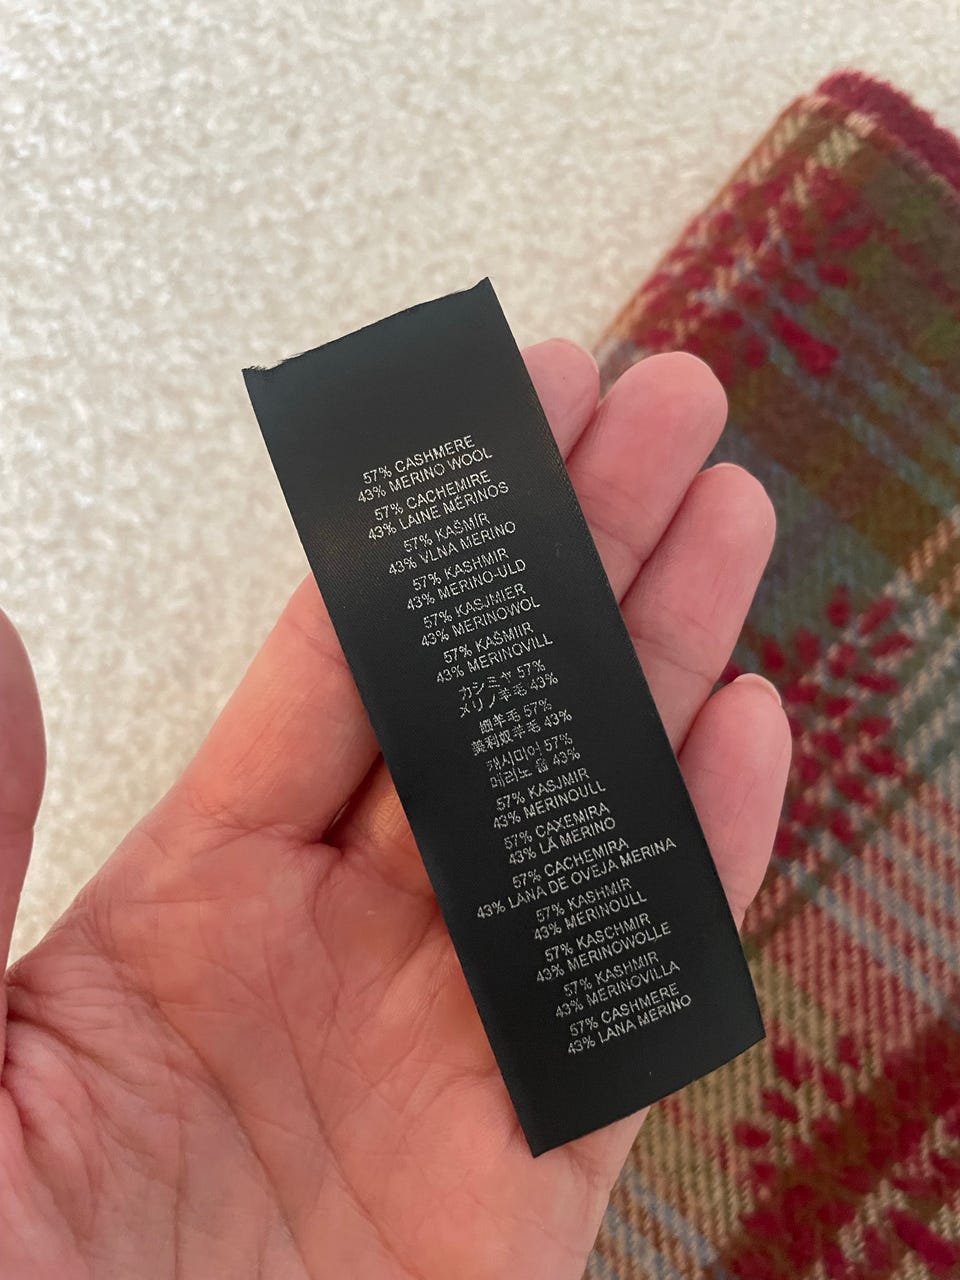 57% CASHMERE
43% MERINO WOOL
57% CACHEMIRE
43% LAINE MÉRINOS
57% KAŠMÍR
43% VLNA MERINO
57% KASHMIR
43% MERINO-ULD
57% KASJMIER
43% MERINOWOL
57% KAŠMIIR
43% MERINOVILL
カシミヤ 57%
メリノ羊毛 43%
细羊毛 57%
美利奴羊毛 43%
캐시미어 57%
메리노 울 43%
57% KASJMIR
43% MERINOULL
57% CAXEMIRA
43% LÃ MERINO
57% CACHEMIRA
43% LANA DE OVEJA MERINA
57% KASHMIR
43% MERINOULL
57% KASCHMIR
43% MERINOWOLLE
57% KASHMIR
43% MERINOVILLA
57% CASHMERE
43% LANA MERINO